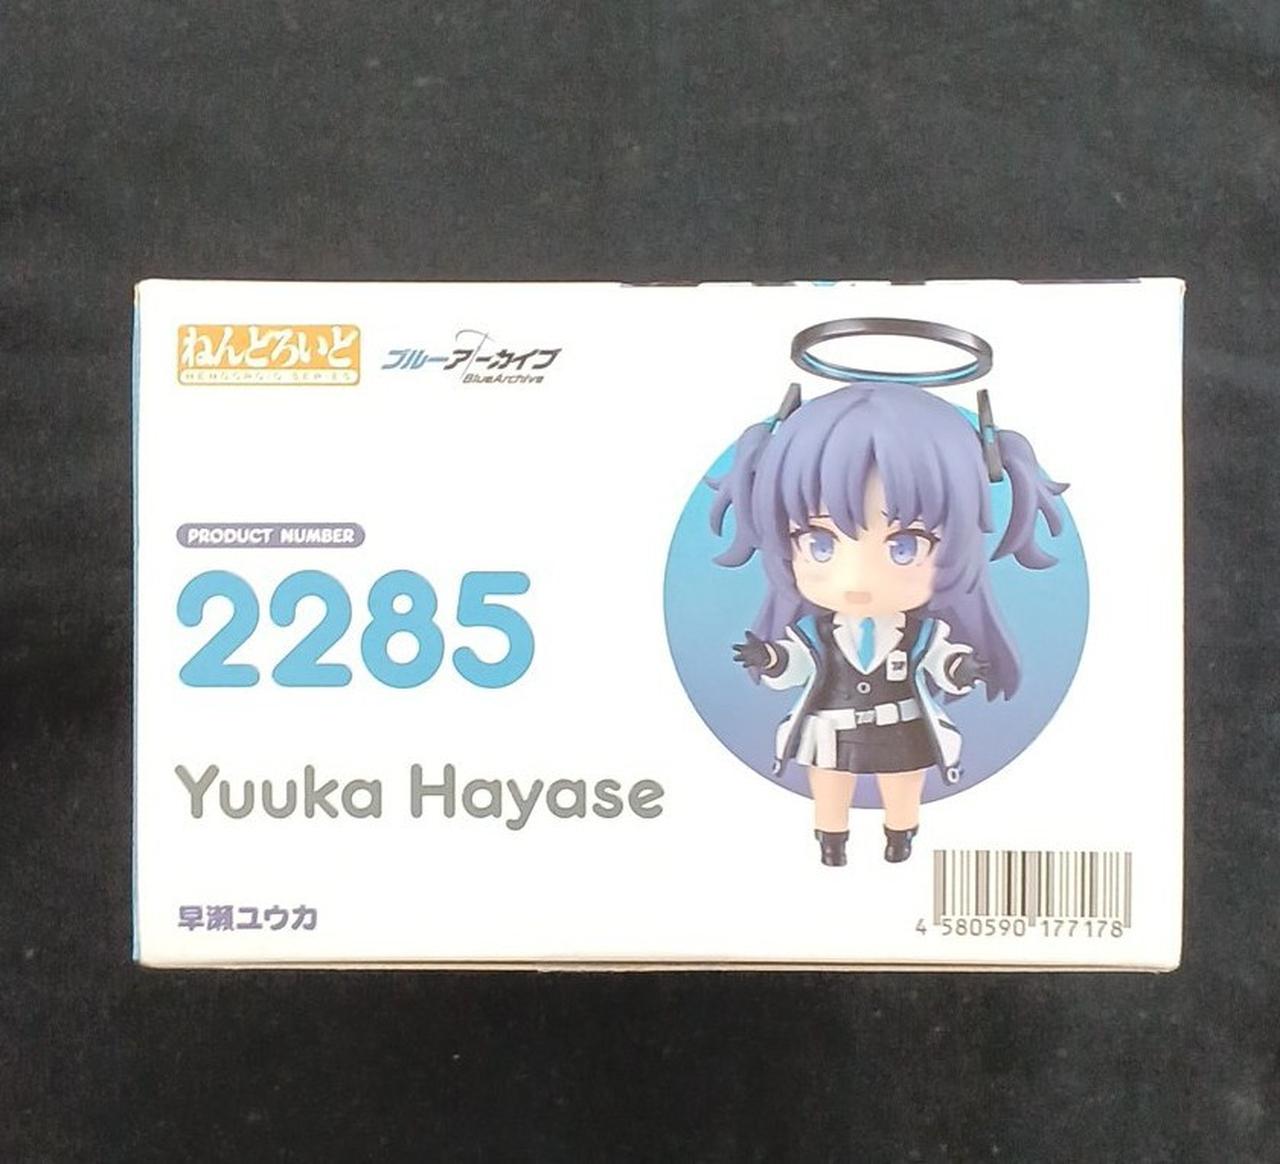 ねんどろいど
NENDOROID SERIES
ブルーアーカイブ
BlueArchive
PRODUCT NUMBER
2285
Yuuka Hayase
早瀬ユウカ
4 580590 177178